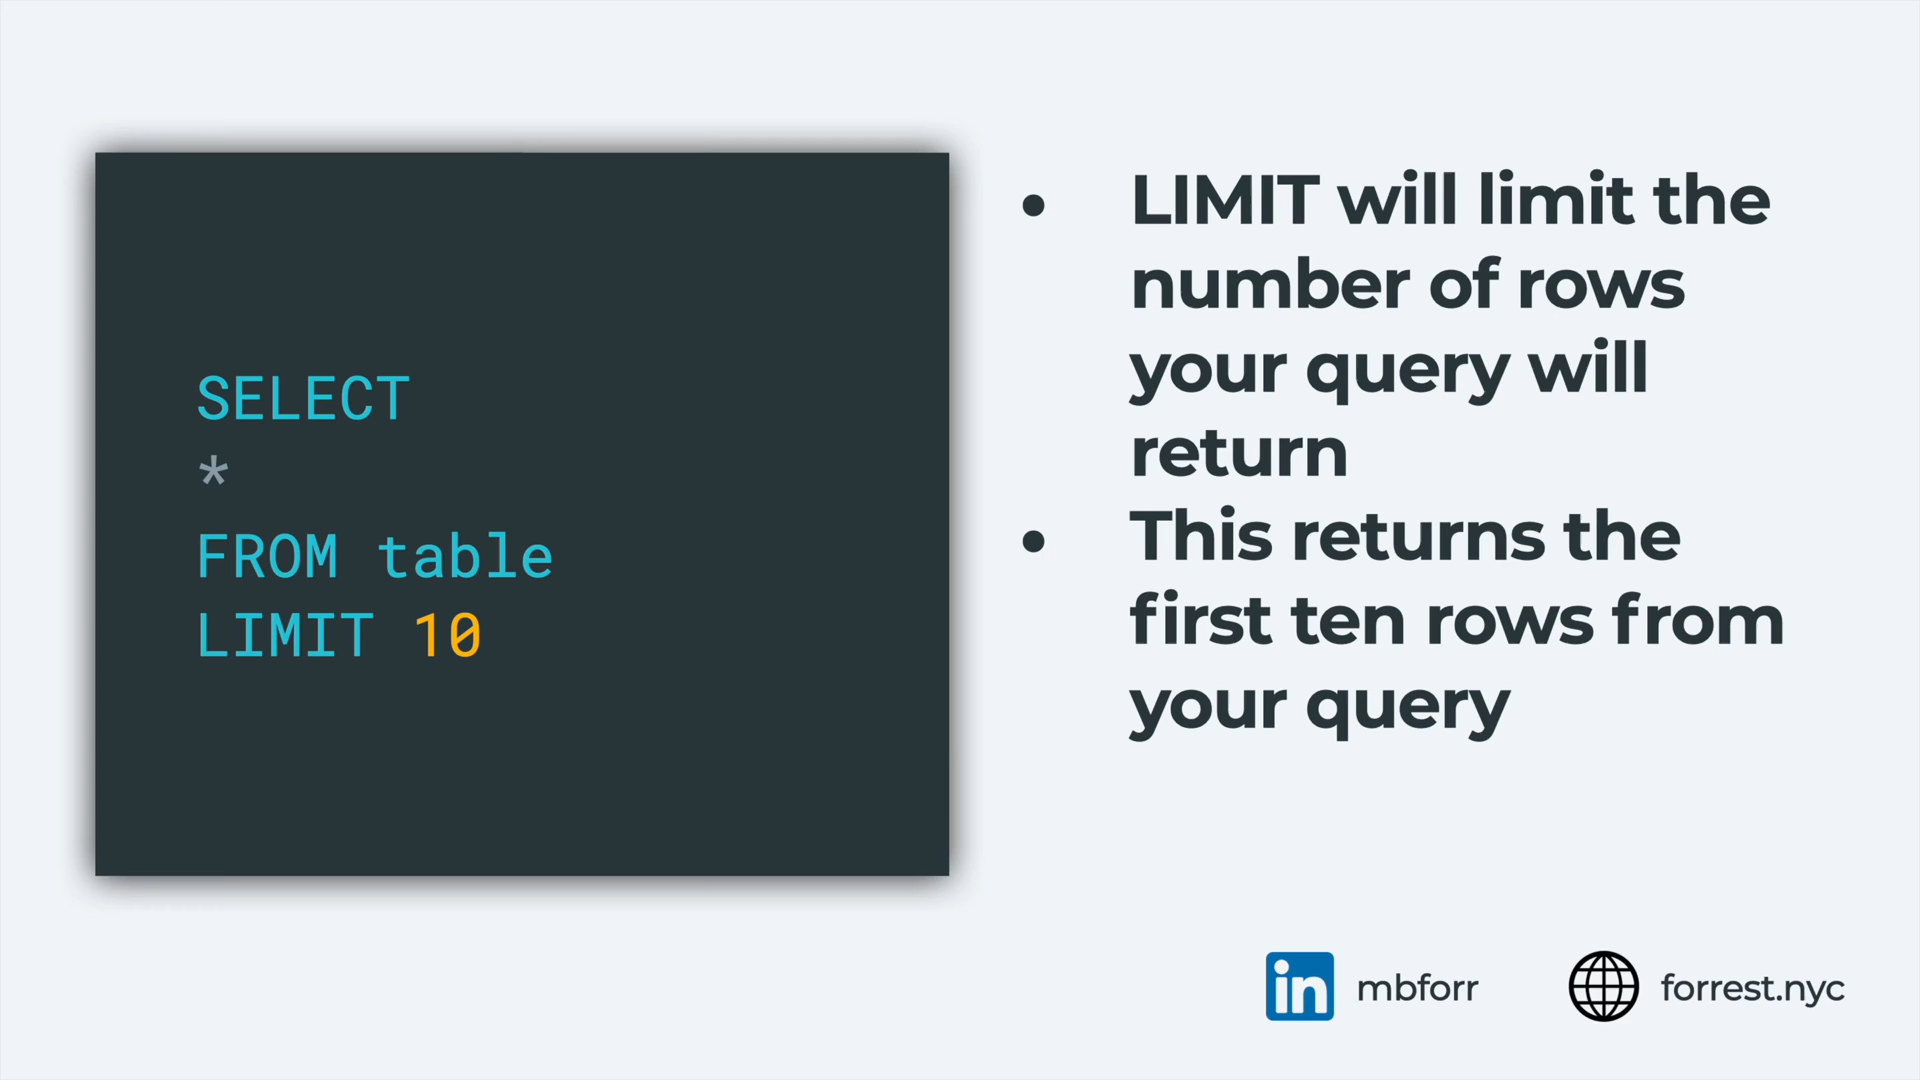 SELECT
*
FROM table
LIMIT 10
• LIMIT will limit the
number of rows
your query will
return
• This returns the
first ten rows from
your query
in mbforr
forrest.nyc